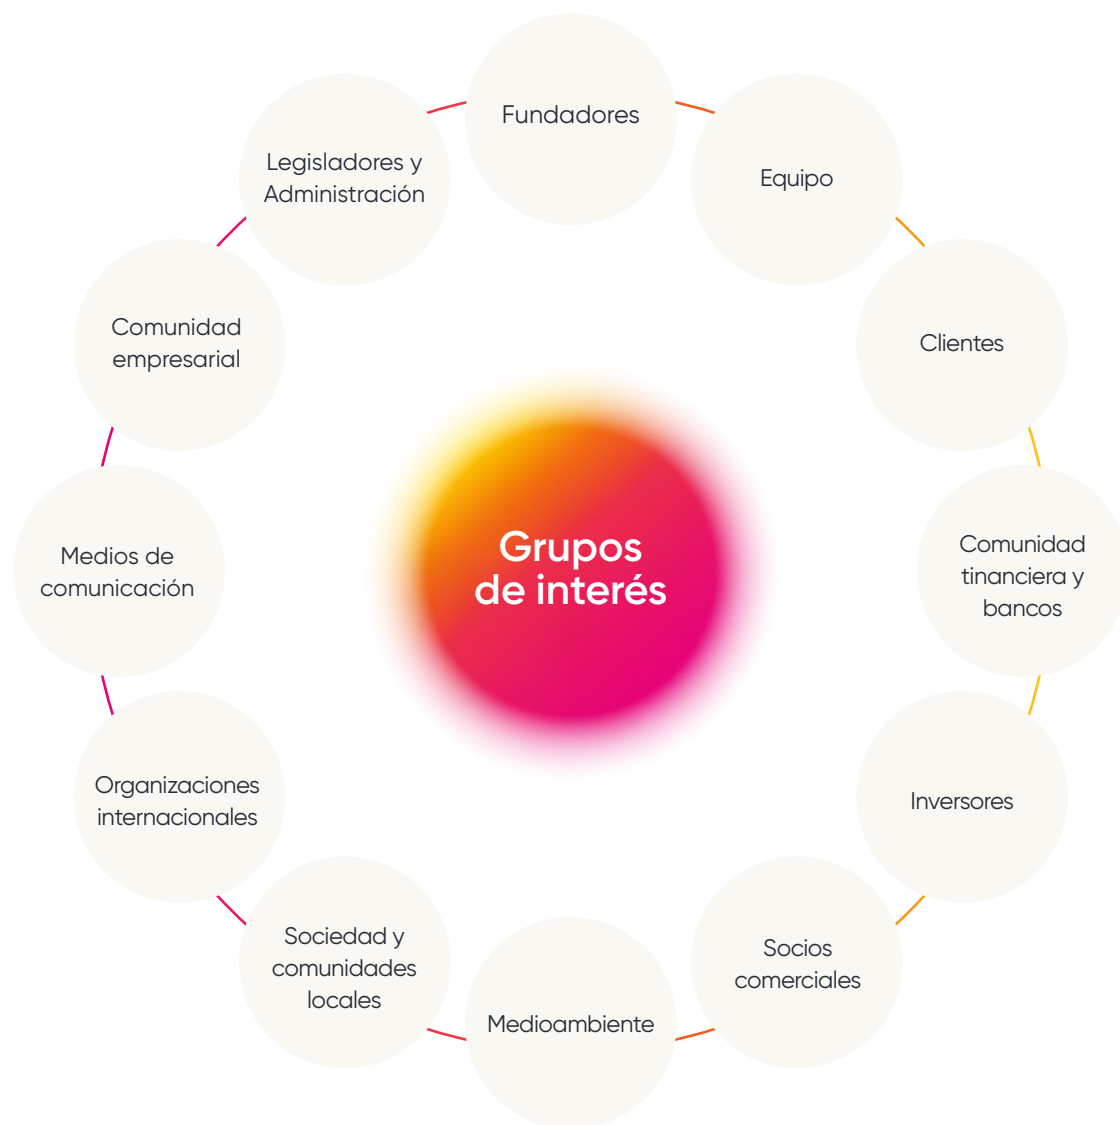 Fundadores
Equipo
Clientes
Comunidad
tinanciera y
bancos
Inversores
Socios
comerciales
Medioambiente
Sociedad y
comunidades
locales
Organizaciones
internacionales
Medios de
comunicación
Comunidad
empresarial
Legisladores y
Administración
Grupos
de interés